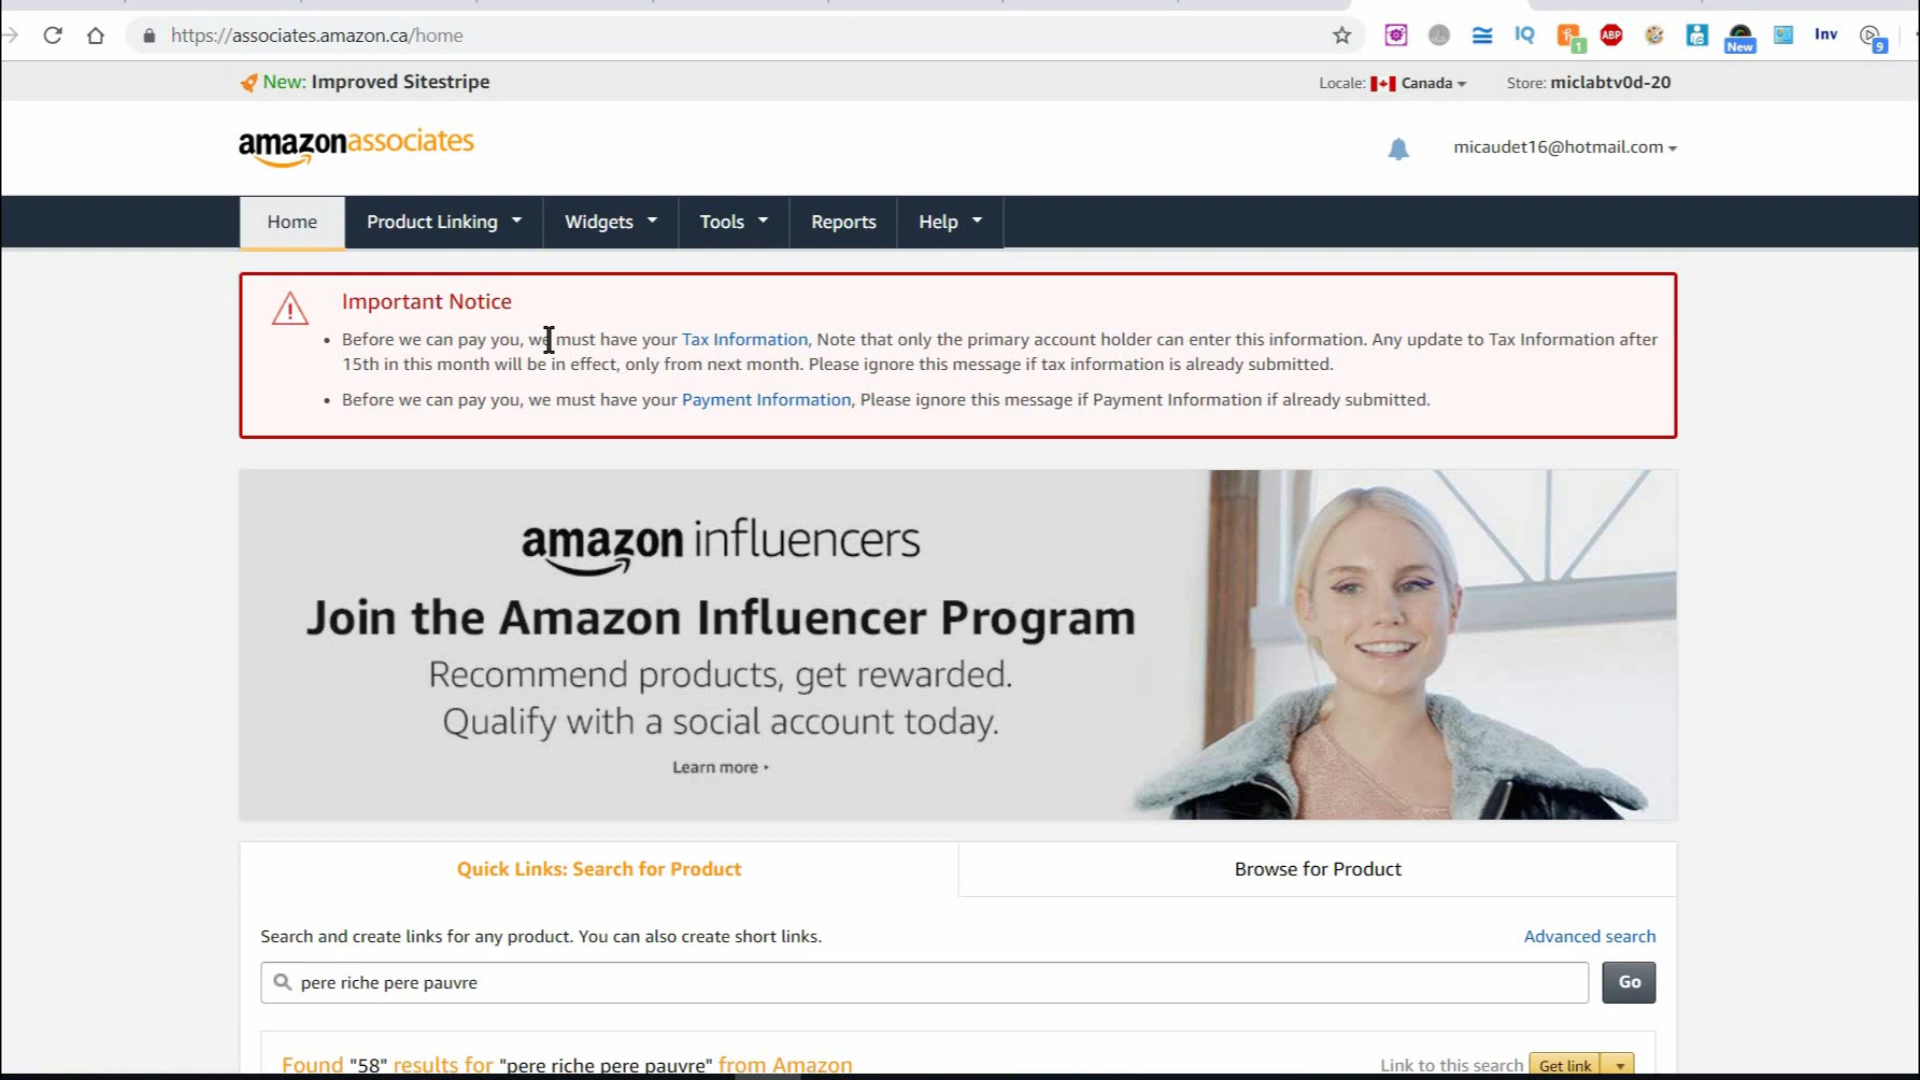 https://associates.amazon.ca/home
IQ
1
ABP
New
Inv
9
New: Improved Sitestripe
Locale: Canada
Store: miclabtv0d-20
amazonassociates
micaudet16@hotmail.com
Home
Product Linking
Widgets
Tools
Reports
Help
Important Notice
• Before we can pay you, we must have your Tax Information, Note that only the primary account holder can enter this information. Any update to Tax Information after
15th in this month will be in effect, only from next month. Please ignore this message if tax information is already submitted.
• Before we can pay you, we must have your Payment Information, Please ignore this message if Payment Information if already submitted.
amazon influencers
Join the Amazon Influencer Program
Recommend products, get rewarded.
Qualify with a social account today.
Learn more
Quick Links: Search for Product
Browse for Product
Search and create links for any product. You can also create short links.
Advanced search
pere riche pere pauvre
Go
Found "58" results for "pere riche pere pauvre" from Amazon
Link to this search
Get link